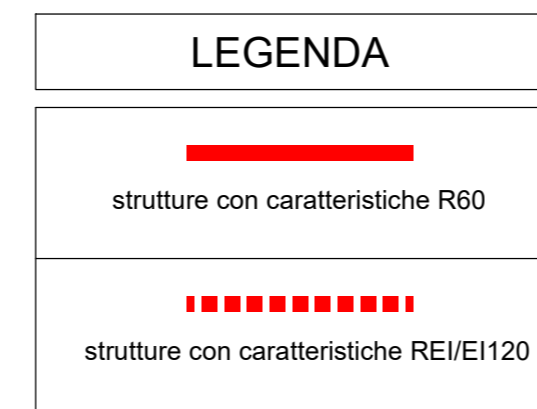 LEGENDA
strutture con caratteristiche R60
strutture con caratteristiche REI/EI120